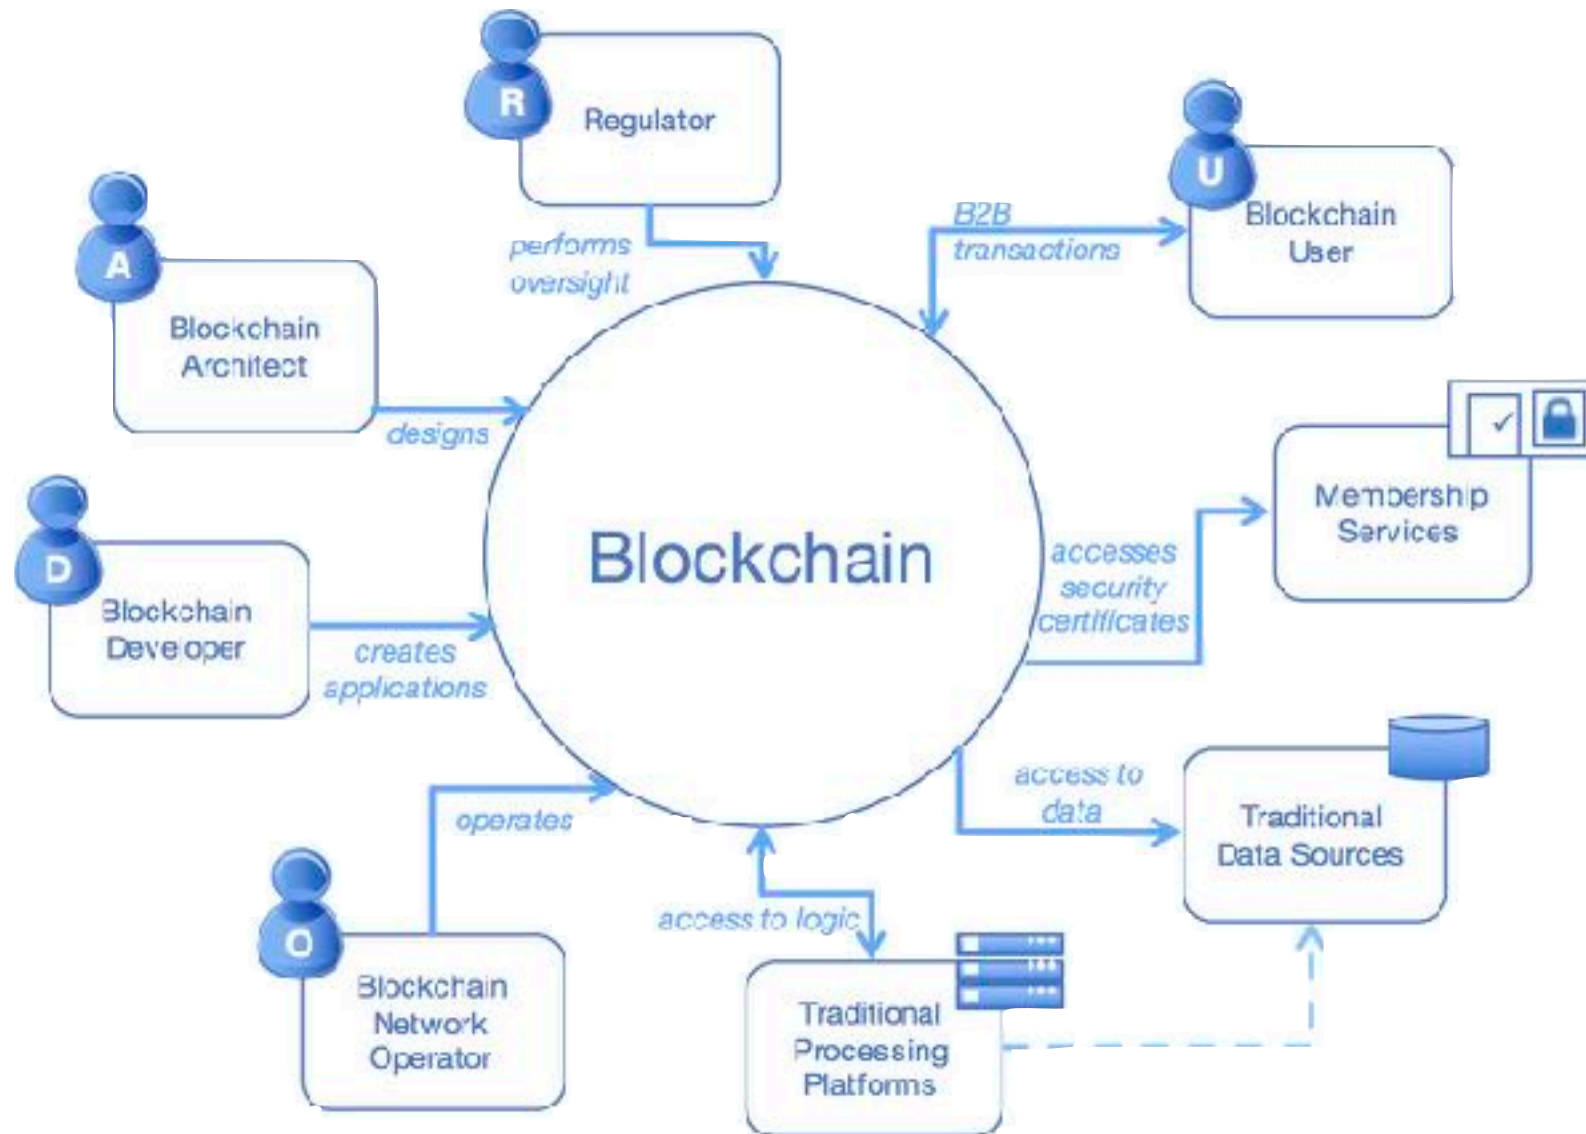 R
Regulator
performs
oversight
U
Blockchain
User
B2B
transactions
A
Blockchain
Architect
designs
Membership
Services
accesses
security
certificates
D
Blockchain
Developer
creates
applications
Blockchain
access to
data
Traditional
Data Sources
operates
O
Blockchain
Network
Operator
access to logic
Traditional
Processing
Platforms